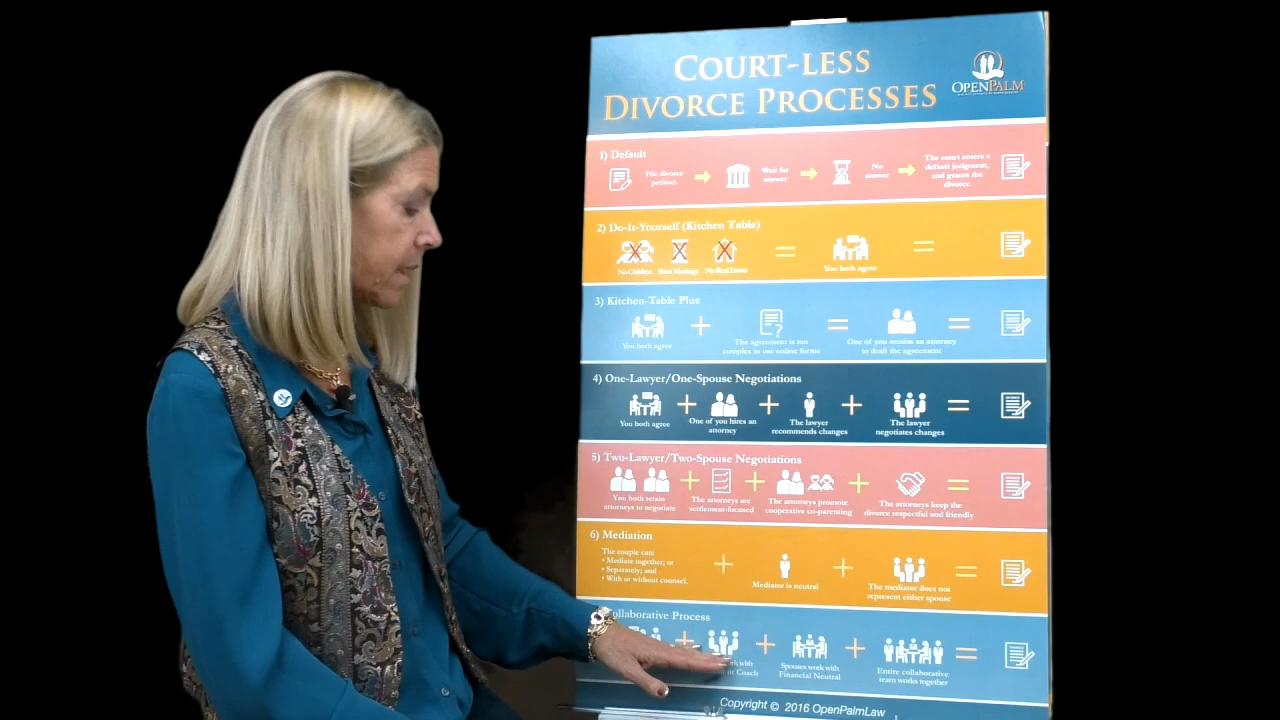 COURT-LESS
DIVORCE PROCESSES
OPENPALM
1) Default
File divorce
petition
Wait for
answer
No
answer
The court enters a
default judgment,
and grants the
divorce.
2) Do-It-Yourself (Kitchen Table)
No Children
Short Marriage
No Real Estate
You both agree
3) Kitchen-Table Plus
You both agree
The agreement is too
complex to use online forms
One of you retains an attorney
to draft the agreement
4) One-Lawyer/One-Spouse Negotiations
You both agree
One of you hires an
attorney
The lawyer
recommends changes
The lawyer
negotiates changes
5) Two-Lawyer/Two-Spouse Negotiations
You both retain
attorneys to negotiate
The attorneys are
settlement-focused
The attorneys promote
cooperative co-parenting
The attorneys keep the
divorce respectful and friendly
6) Mediation
The couple can:
• Mediate together; or
• Separately; and
• With or without counsel.
Mediator is neutral
The mediator does not
represent either spouse
ollaborative Process
with
or Coach
Spouses work with
Financial Neutral
Entire collaborative
team works together
Copyright © 2016 OpenPalmLaw